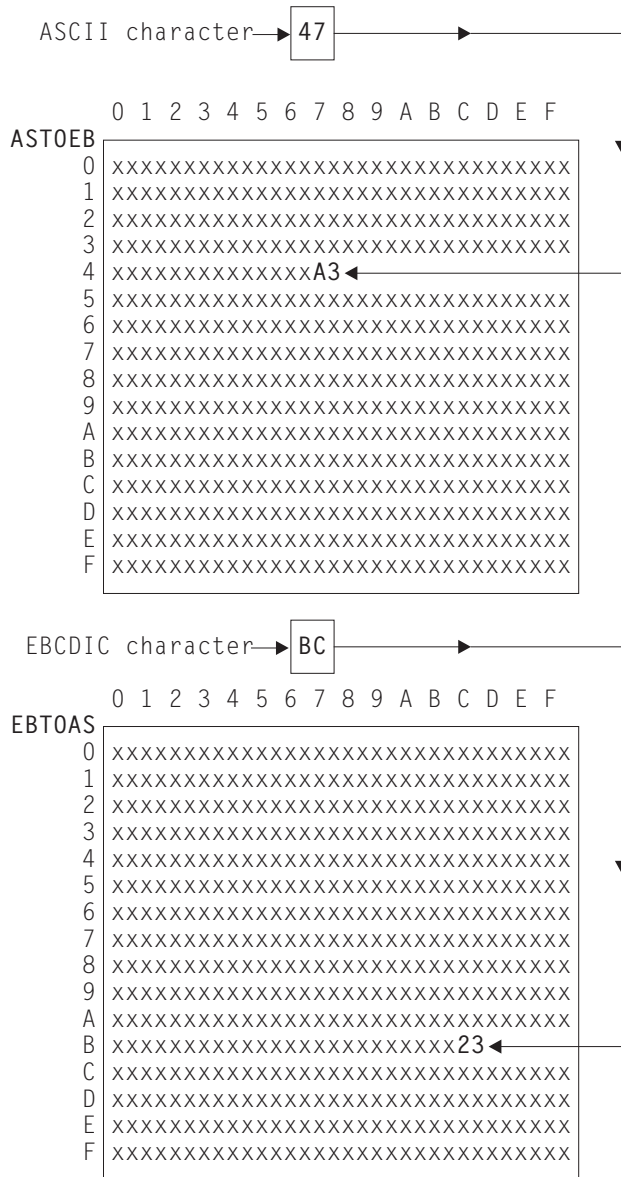 ASCII character 47
0 1 2 3 4 5 6 7 8 9 A B C D E F
ASTOEB
0 xxxxxxxxxxxxxxxxxxxxxxxxxxxxxxxx
1 xxxxxxxxxxxxxxxxxxxxxxxxxxxxxxxx
2 xxxxxxxxxxxxxxxxxxxxxxxxxxxxxxxx
3 xxxxxxxxxxxxxxxxxxxxxxxxxxxxxxxx
4 xxxxxxxxxxxxxxA3
5 xxxxxxxxxxxxxxxxxxxxxxxxxxxxxxxx
6 xxxxxxxxxxxxxxxxxxxxxxxxxxxxxxxx
7 xxxxxxxxxxxxxxxxxxxxxxxxxxxxxxxx
8 xxxxxxxxxxxxxxxxxxxxxxxxxxxxxxxx
9 xxxxxxxxxxxxxxxxxxxxxxxxxxxxxxxx
A xxxxxxxxxxxxxxxxxxxxxxxxxxxxxxxx
B xxxxxxxxxxxxxxxxxxxxxxxxxxxxxxxx
C xxxxxxxxxxxxxxxxxxxxxxxxxxxxxxxx
D xxxxxxxxxxxxxxxxxxxxxxxxxxxxxxxx
E xxxxxxxxxxxxxxxxxxxxxxxxxxxxxxxx
F xxxxxxxxxxxxxxxxxxxxxxxxxxxxxxxx
EBCDIC character BC
0 1 2 3 4 5 6 7 8 9 A B C D E F
EBTOAS
0 xxxxxxxxxxxxxxxxxxxxxxxxxxxxxxxx
1 xxxxxxxxxxxxxxxxxxxxxxxxxxxxxxxx
2 xxxxxxxxxxxxxxxxxxxxxxxxxxxxxxxx
3 xxxxxxxxxxxxxxxxxxxxxxxxxxxxxxxx
4 xxxxxxxxxxxxxxxxxxxxxxxxxxxxxxxx
5 xxxxxxxxxxxxxxxxxxxxxxxxxxxxxxxx
6 xxxxxxxxxxxxxxxxxxxxxxxxxxxxxxxx
7 xxxxxxxxxxxxxxxxxxxxxxxxxxxxxxxx
8 xxxxxxxxxxxxxxxxxxxxxxxxxxxxxxxx
9 xxxxxxxxxxxxxxxxxxxxxxxxxxxxxxxx
A xxxxxxxxxxxxxxxxxxxxxxxxxxxxxxxx
B xxxxxxxxxxxxxxxxxxxxxxxx23
C xxxxxxxxxxxxxxxxxxxxxxxxxxxxxxxx
D xxxxxxxxxxxxxxxxxxxxxxxxxxxxxxxx
E xxxxxxxxxxxxxxxxxxxxxxxxxxxxxxxx
F xxxxxxxxxxxxxxxxxxxxxxxxxxxxxxxx